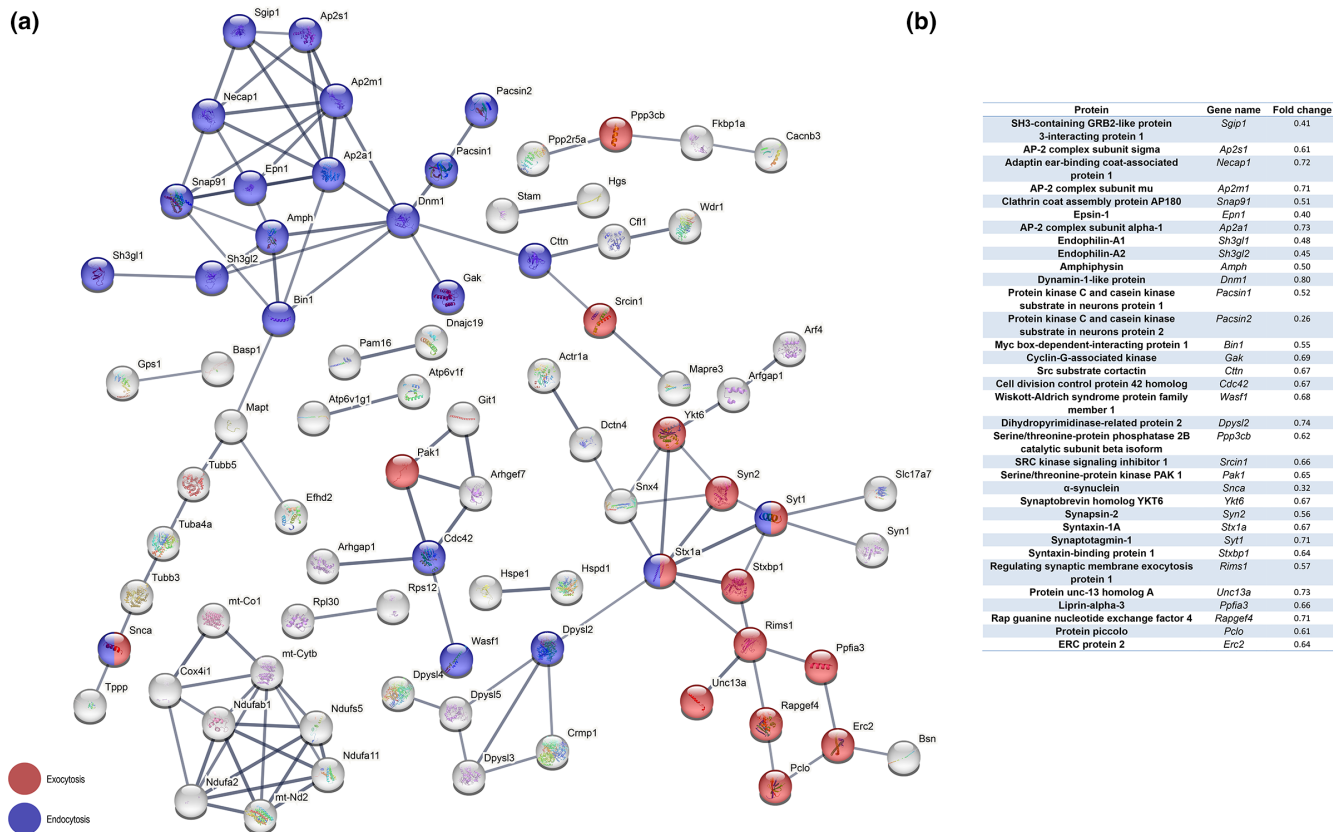 (a)
(b)
Sgip1
Ap2s1
Ap2m1
Necap1
Pacsin2
Ppp3cb
Fkbp1a
Cacnb3
Ppp2r5a
Pacsin1
Ap2a1
Epn1
Snap91
Dnm1
Stam
Hgs
Wdr1
Cfl1
Amph
Cttn
Sh3gl1
Sh3gl2
Gak
Bin1
Srcin1
Dnajc19
Pam16
Arf4
Basp1
Gps1
Actr1a
Mapre3
Arfgap1
Atp6v1f
Atp6v1g1
Mapt
Git1
Dctn4
Ykt6
Tubb5
Pak1
Arhgef7
Snx4
Syn2
Slc17a7
Syt1
Efhd2
Tuba4a
Syn1
Cdc42
Arhgap1
Stx1a
Stxbp1
Tubb3
Hspe1
Hspd1
Rps12
Rpl30
mt-Co1
Snca
mt-Cytb
Wasf1
Dpysl2
Rims1
Ppfia3
Cox4i1
Dpysl4
Tppp
Unc13a
Dpysl5
Ndufab1
Ndufs5
Rapgef4
Erc2
Bsn
Crmp1
Ndufa11
Dpysl3
Pclo
Ndufa2
mt-Nd2
Exocytosis
Endocytosis
Protein Gene name Fold change
SH3-containing GRB2-like protein
3-interacting protein 1 Sgip1 0.41
AP-2 complex subunit sigma Ap2s1 0.61
Adaptin ear-binding coat-associated
protein 1 Necap1 0.72
AP-2 complex subunit mu Ap2m1 0.71
Clathrin coat assembly protein AP180 Snap91 0.51
Epsin-1 Epn1 0.40
AP-2 complex subunit alpha-1 Ap2a1 0.73
Endophilin-A1 Sh3gl1 0.48
Endophilin-A2 Sh3gl2 0.45
Amphiphysin Amph 0.50
Dynamin-1-like protein Dnm1 0.80
Protein kinase C and casein kinase
substrate in neurons protein 1 Pacsin1 0.52
Protein kinase C and casein kinase
substrate in neurons protein 2 Pacsin2 0.26
Myc box-dependent-interacting protein 1 Bin1 0.55
Cyclin-G-associated kinase Gak 0.69
Src substrate cortactin Cttn 0.67
Cell division control protein 42 homolog Cdc42 0.67
Wiskott-Aldrich syndrome protein family
member 1 Wasf1 0.68
Dihydropyrimidinase-related protein 2 Dpysl2 0.74
Serine/threonine-protein phosphatase 2B
catalytic subunit beta isoform Ppp3cb 0.62
SRC kinase signaling inhibitor 1 Srcin1 0.66
Serine/threonine-protein kinase PAK 1 Pak1 0.65
α-synuclein Snca 0.32
Synaptobrevin homolog YKT6 Ykt6 0.67
Synapsin-2 Syn2 0.56
Syntaxin-1A Stx1a 0.67
Synaptotagmin-1 Syt1 0.71
Syntaxin-binding protein 1 Stxbp1 0.64
Regulating synaptic membrane exocytosis
protein 1 Rims1 0.57
Protein unc-13 homolog A Unc13a 0.73
Liprin-alpha-3 Ppfia3 0.66
Rap guanine nucleotide exchange factor 4 Rapgef4 0.71
Protein piccolo Pclo 0.61
ERC protein 2 Erc2 0.64